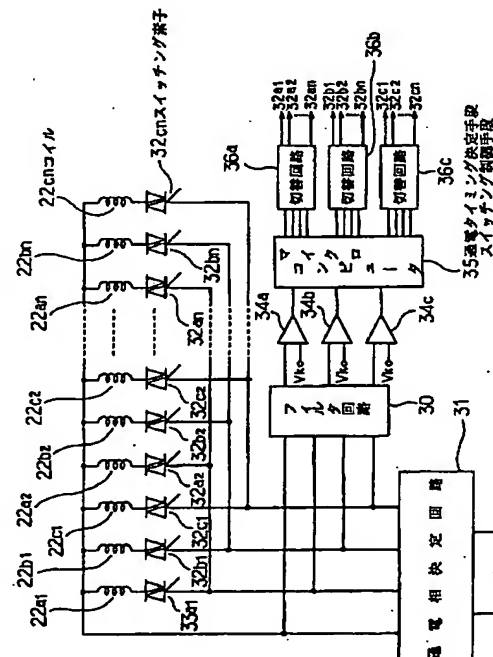 22a1
22b1
22c1
22a2
22b2
22c2
22an
22bn
22cnコイル
33a1
32b1
32c1
32a2
32b2
32c2
32an
32bn
32cnスイッチング素子
フィルタ回路
30
Vko
Vko
Vko
34a
34b
34c
マイクロコンピュータ
35通電タイミング決定手段
スイッチング制御手段
切替回路
36a
切替回路
36b
切替回路
36c
32a1
32a2
32an
32b1
32b2
32bn
32c1
32c2
32cn
通電相決定回路
31